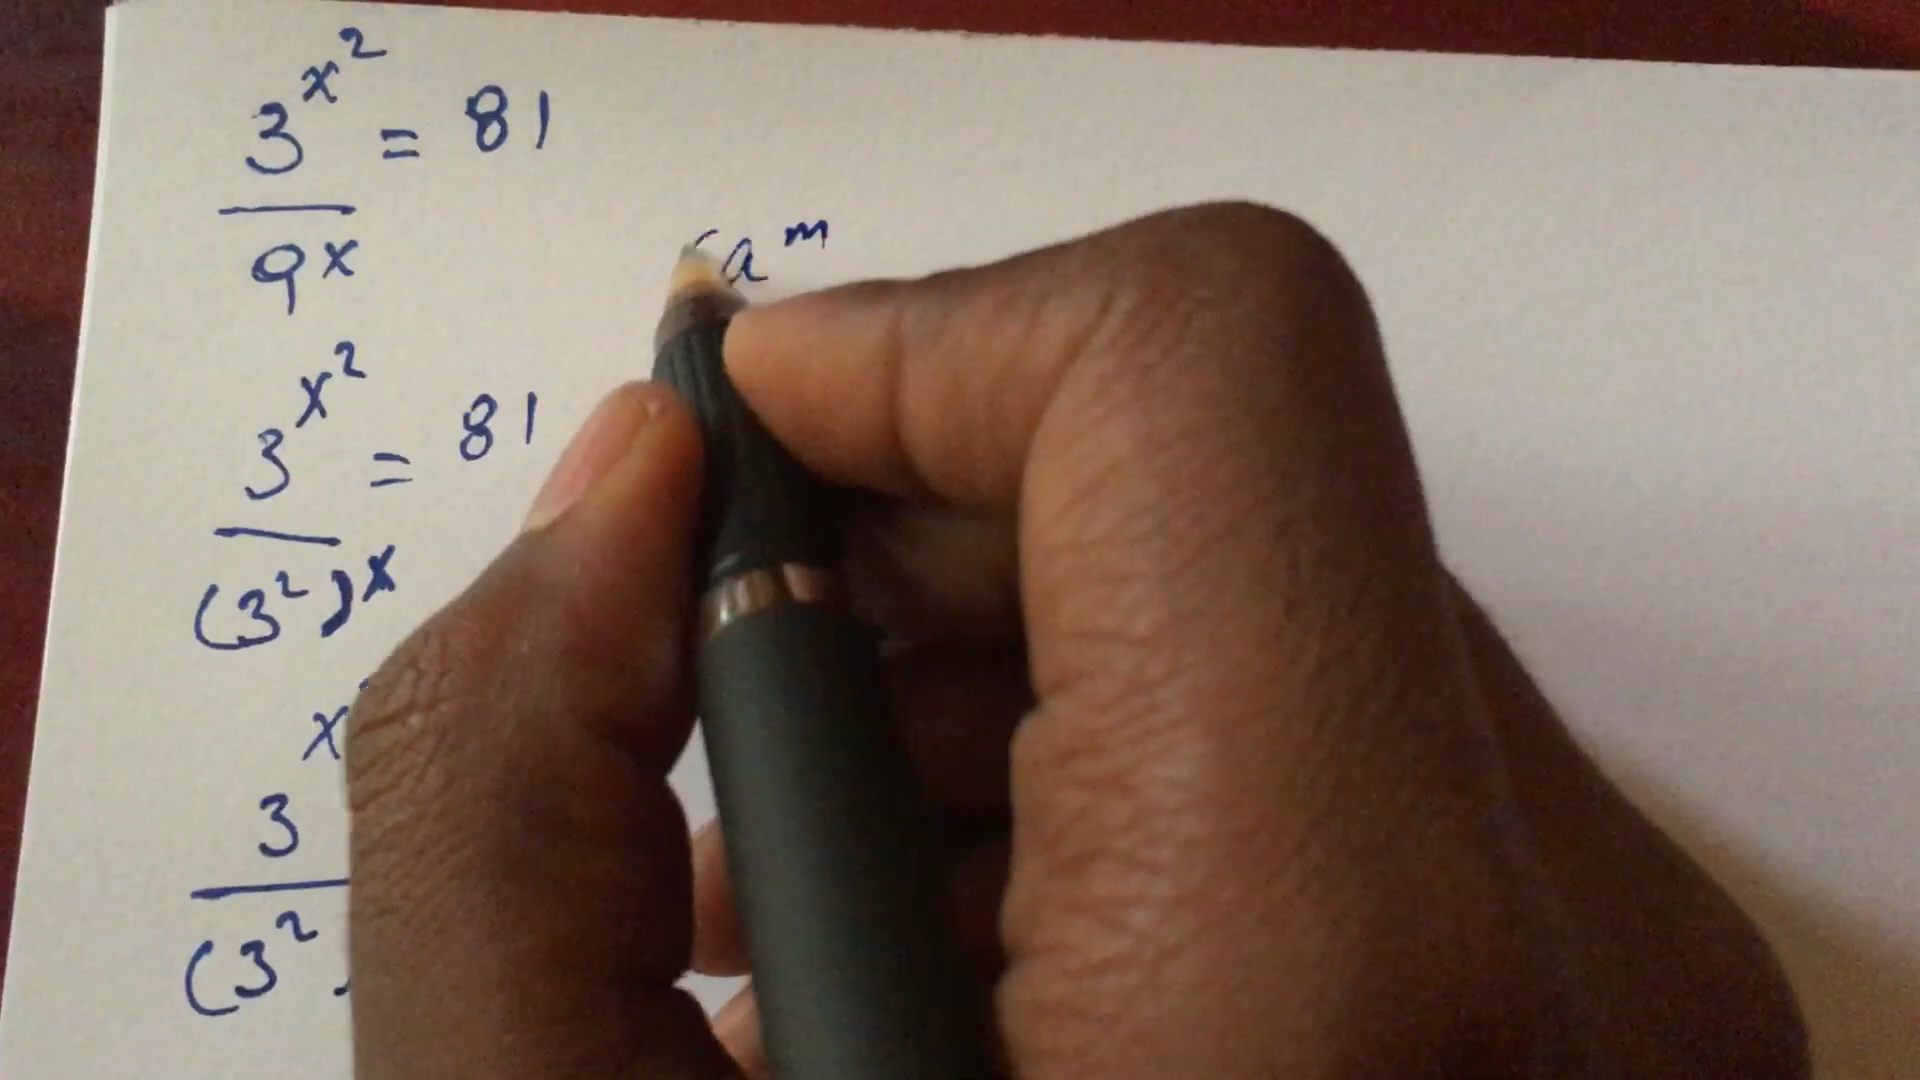 3^x^2 = 81
9^x
(a^m
3^x^2 = 81
(3^2)^x
3^x
(3^2)